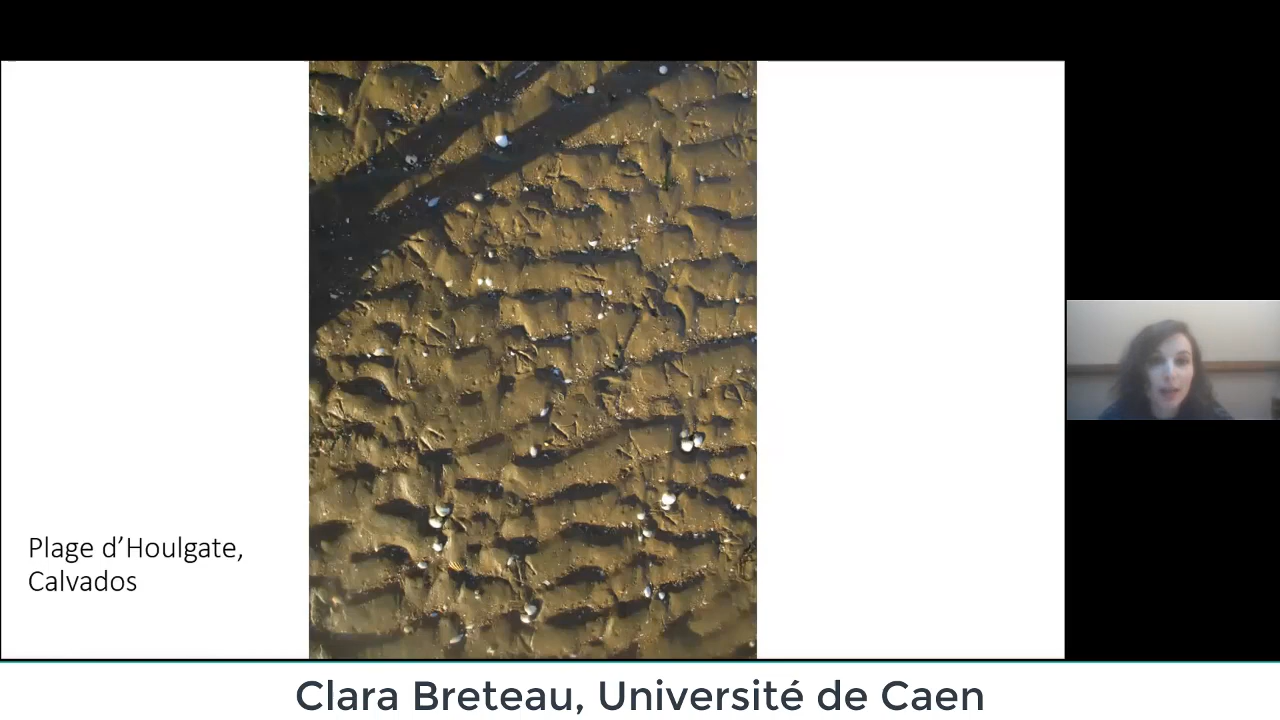 Plage d’Houlgate,
Calvados
Clara Breteau, Université de Caen